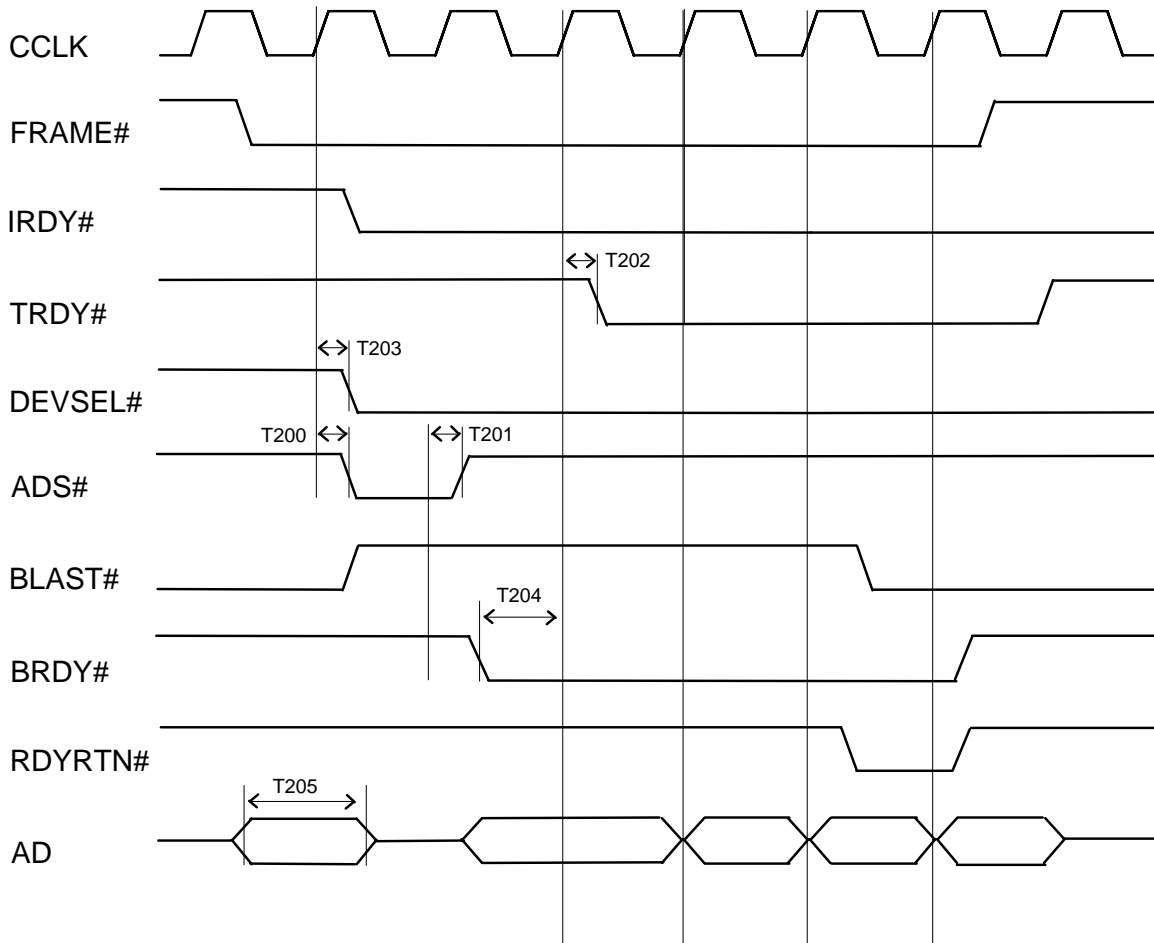 CCLK
FRAME#
IRDY#
T202
TRDY#
T203
DEVSEL#
T200
T201
ADS#
BLAST#
T204
BRDY#
RDYRTN#
T205
AD